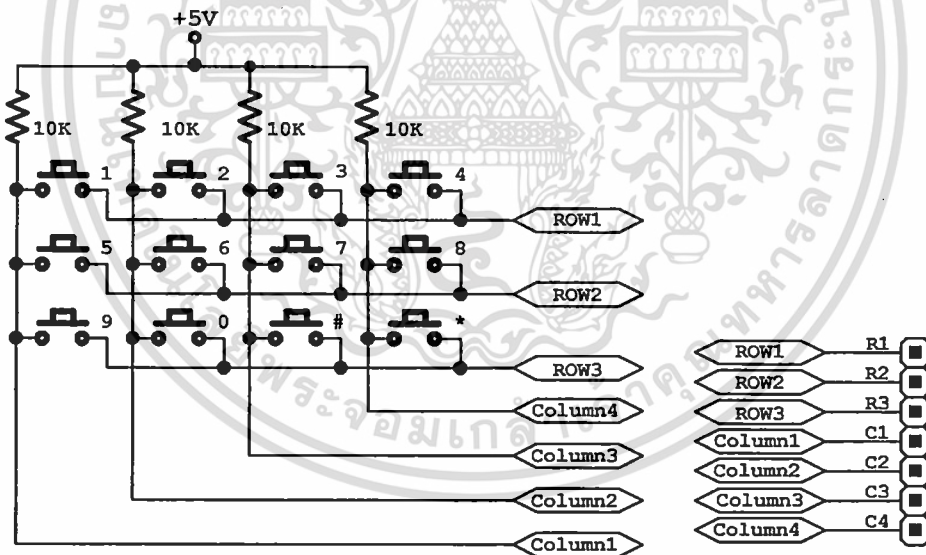 +5V
10K 10K 10K 10K
1 2 3 4
ROW1
5 6 7 8
ROW2
9 0 # *
ROW3
Column4
Column3
Column2
Column1
ROW1 R1
ROW2 R2
ROW3 R3
Column1 C1
Column2 C2
Column3 C3
Column4 C4